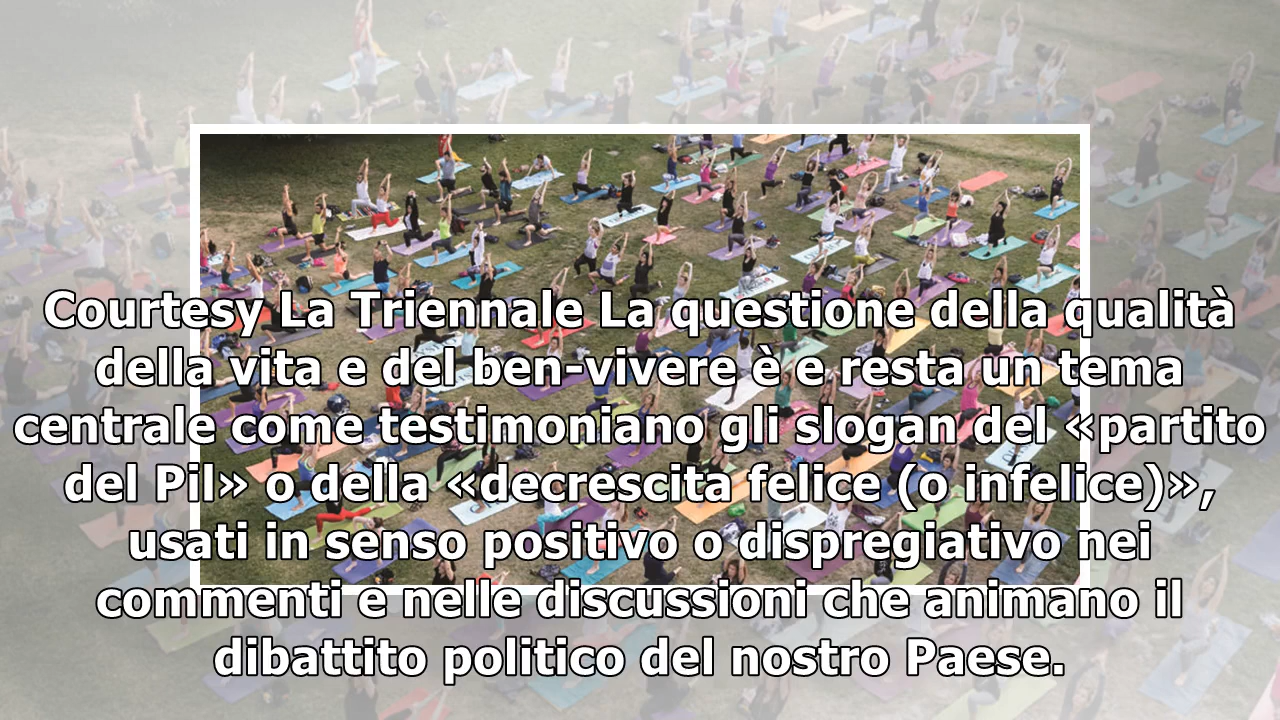 Courtesy La Triennale La questione della qualità
della vita e del ben-vivere è e resta un tema
centrale come testimoniano gli slogan del «partito
del Pil» o della «decrescita felice (o infelice)»,
usati in senso positivo o dispregiativo nei
commenti e nelle discussioni che animano il
dibattito politico del nostro Paese.